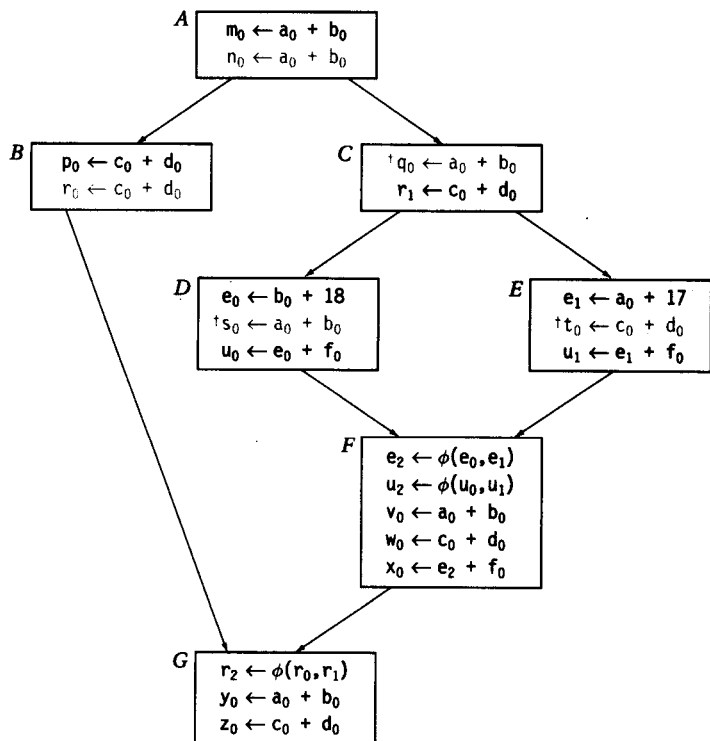 A
m₀ ← a₀ + b₀
n₀ ← a₀ + b₀
B
p₀ ← c₀ + d₀
r₀ ← c₀ + d₀
C
†q₀ ← a₀ + b₀
r₁ ← c₀ + d₀
D
e₀ ← b₀ + 18
†s₀ ← a₀ + b₀
u₀ ← e₀ + f₀
E
e₁ ← a₀ + 17
†t₀ ← c₀ + d₀
u₁ ← e₁ + f₀
F
e₂ ← ϕ(e₀,e₁)
u₂ ← ϕ(u₀,u₁)
v₀ ← a₀ + b₀
w₀ ← c₀ + d₀
x₀ ← e₂ + f₀
G
r₂ ← ϕ(r₀,r₁)
y₀ ← a₀ + b₀
z₀ ← c₀ + d₀